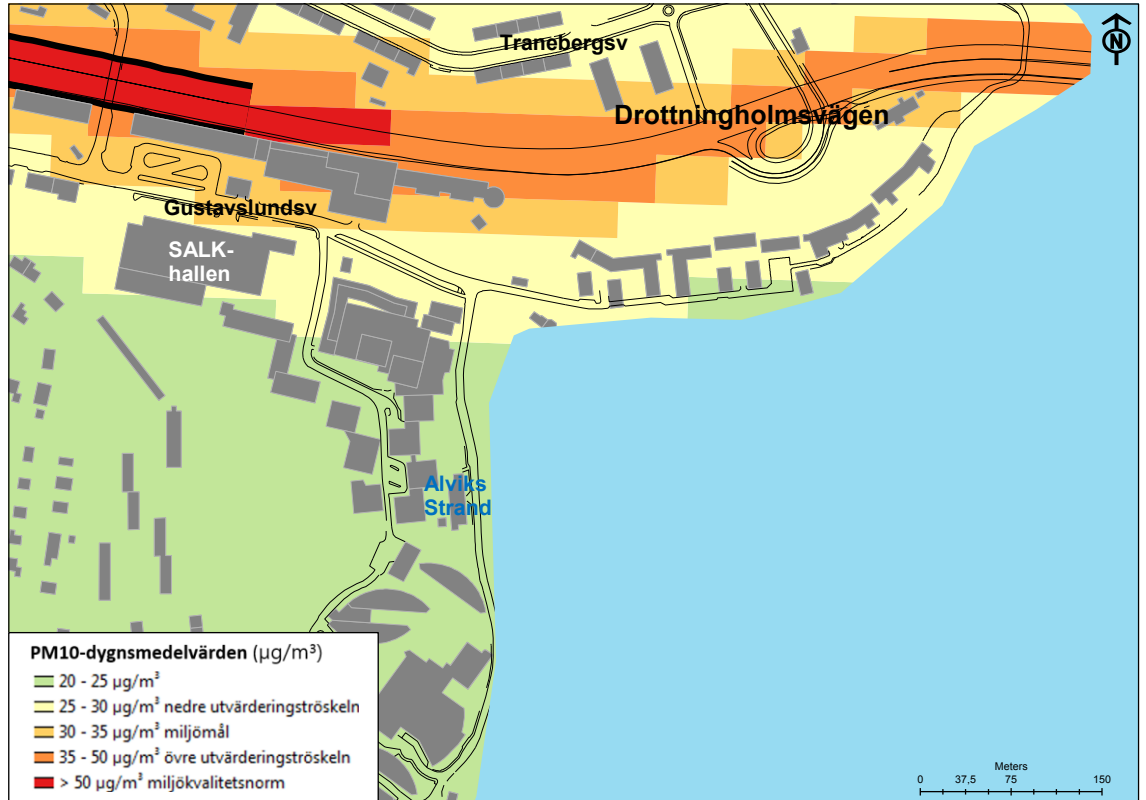 N
Tranebergsv
Drottningholmsvägen
Gustavslundsv
SALK-
hallen
Alviks
Strand
PM10-dygnsmedelvärden (µg/m³)
20 - 25 µg/m³
25 - 30 µg/m³ nedre utvärderingströskeln
30 - 35 µg/m³ miljömål
35 - 50 µg/m³ övre utvärderingströskeln
> 50 µg/m³ miljökvalitetsnorm
Meters
0 37,5 75 150